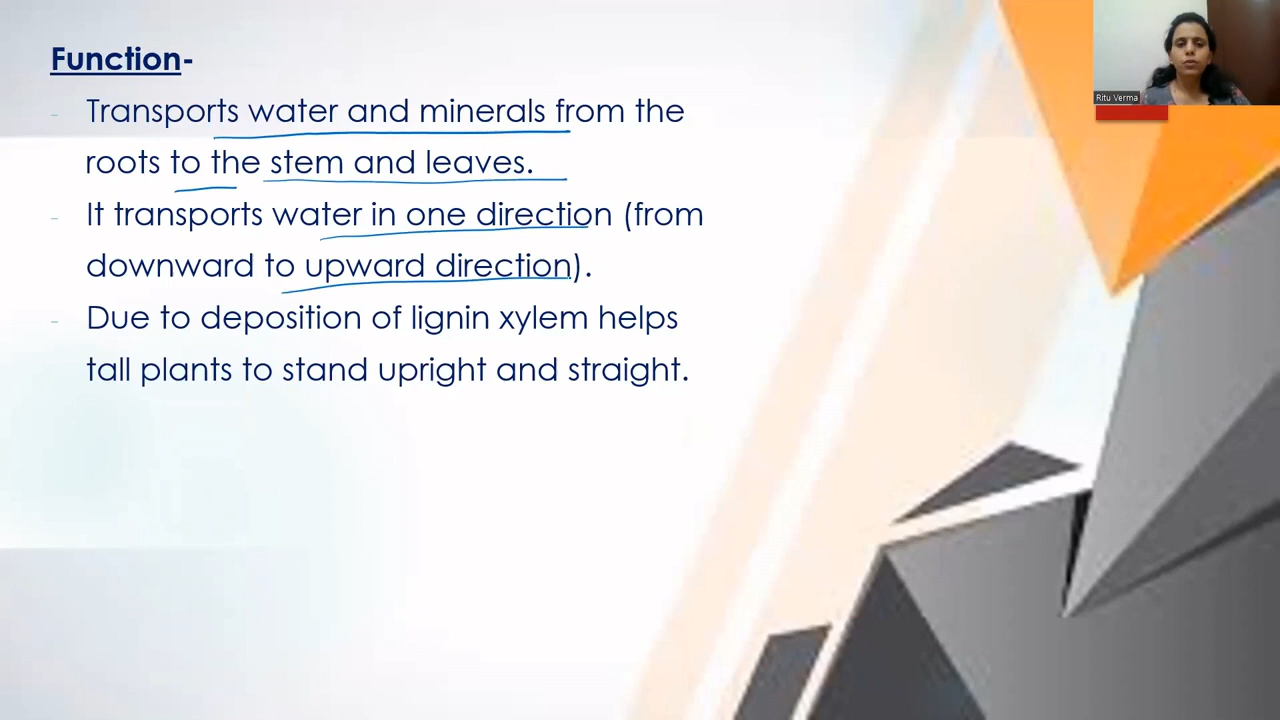 Function-
- Transports water and minerals from the
roots to the stem and leaves.
- It transports water in one direction (from
downward to upward direction).
- Due to deposition of lignin xylem helps
tall plants to stand upright and straight.
Ritu Verma